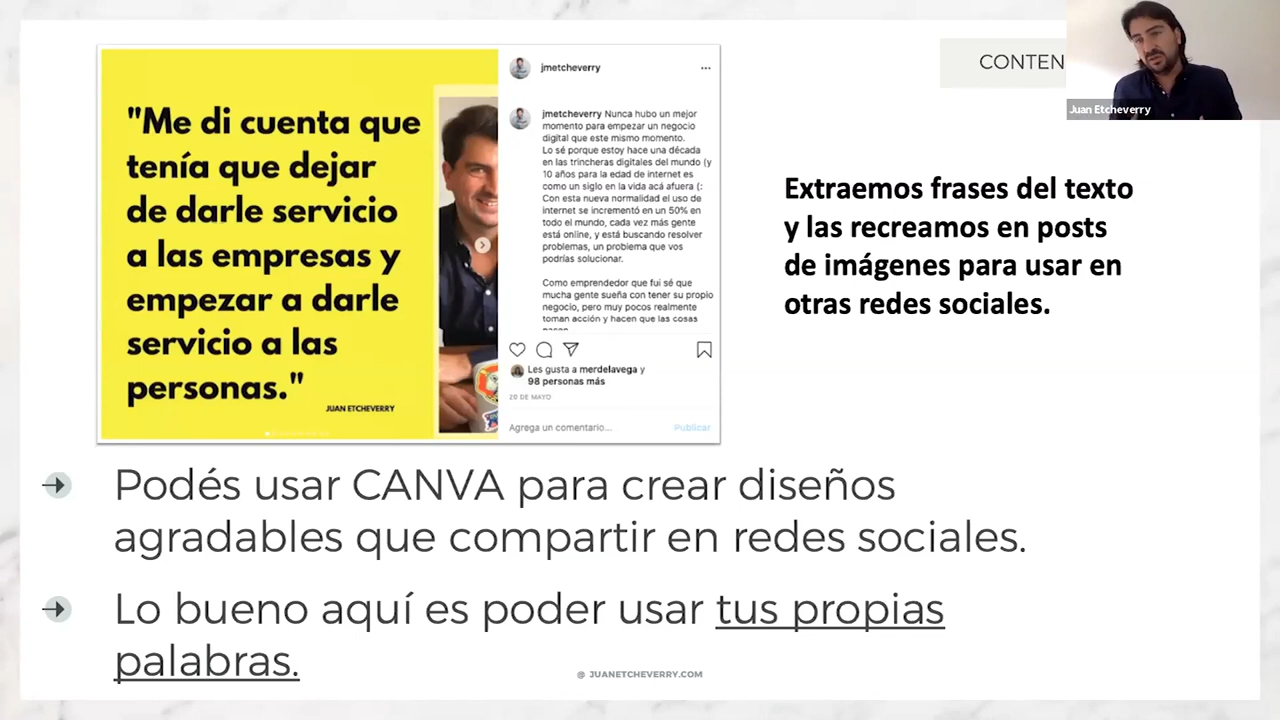 "Me di cuenta que
tenía que dejar
de darle servicio
a las empresas y
empezar a darle
servicio a las
personas."
JUAN ETCHEVERRY
jmetcheverry
jmetcheverry Nunca hubo un mejor
momento para empezar un negocio
digital que este mismo momento.
Lo sé porque estoy hace una década
en las trincheras digitales del mundo (y
10 años para la edad de internet es
como un siglo en la vida acá afuera (:
Con esta nueva normalidad el uso de
internet se incrementó en un 50% en
todo el mundo, cada vez más gente
está online, y está buscando resolver
problemas, un problema que vos
podrías solucionar.
Como emprendedor que fui sé que
mucha gente sueña con tener su propio
negocio, pero muy pocos realmente
toman acción y hacen que las cosas
Les gusta a merdelavega y
98 personas más
20 DE MAYO
Agrega un comentario... Publicar
CONTEN
Juan Etcheverry
Extraemos frases del texto
y las recreamos en posts
de imágenes para usar en
otras redes sociales.
Podés usar CANVA para crear diseños
agradables que compartir en redes sociales.
Lo bueno aquí es poder usar tus propias
palabras.
@ JUANETCHEVERRY.COM